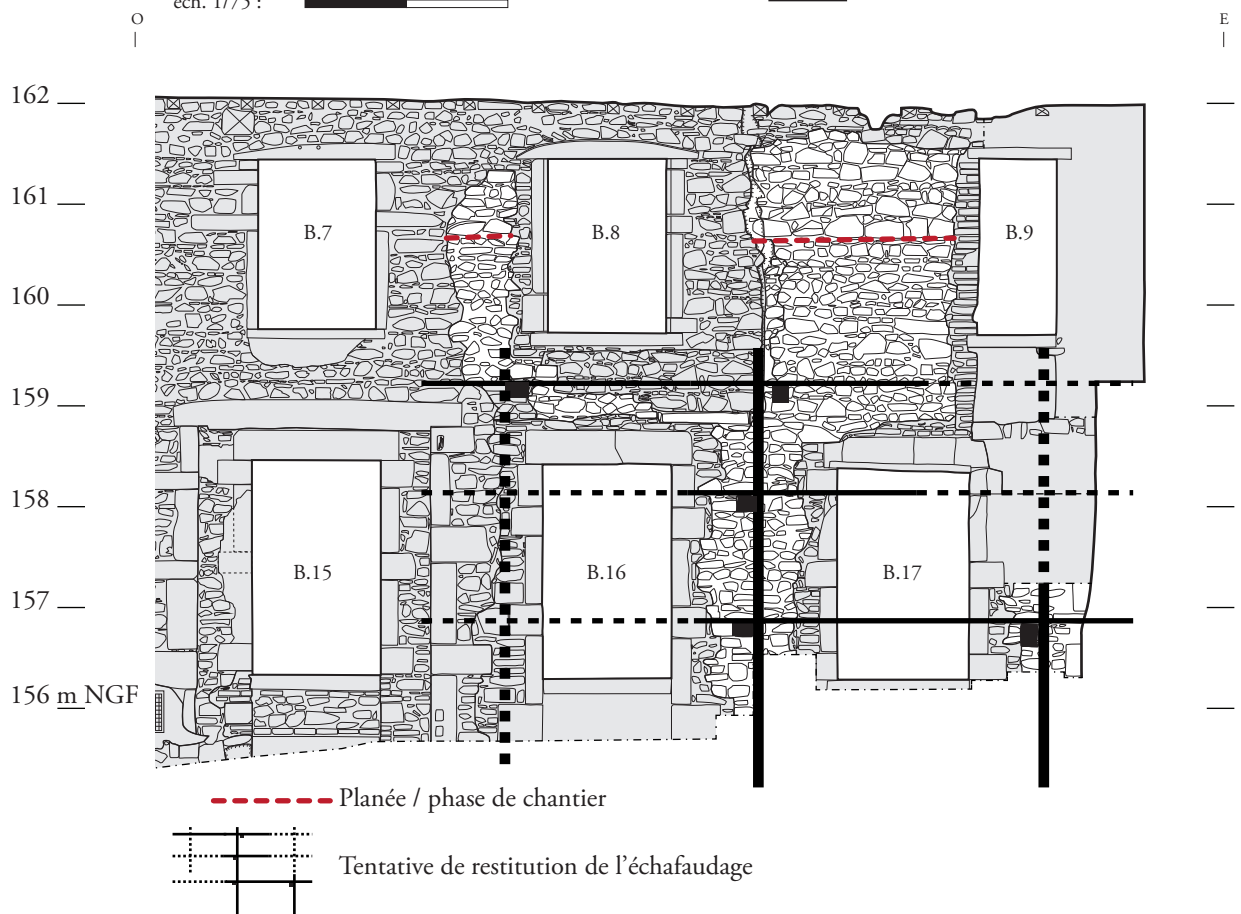 éch. 1/75 :
O
E
162
161
160
159
158
157
156 m NGF
B.7
B.8
B.9
B.15
B.16
B.17
Planée / phase de chantier
Tentative de restitution de l’échafaudage